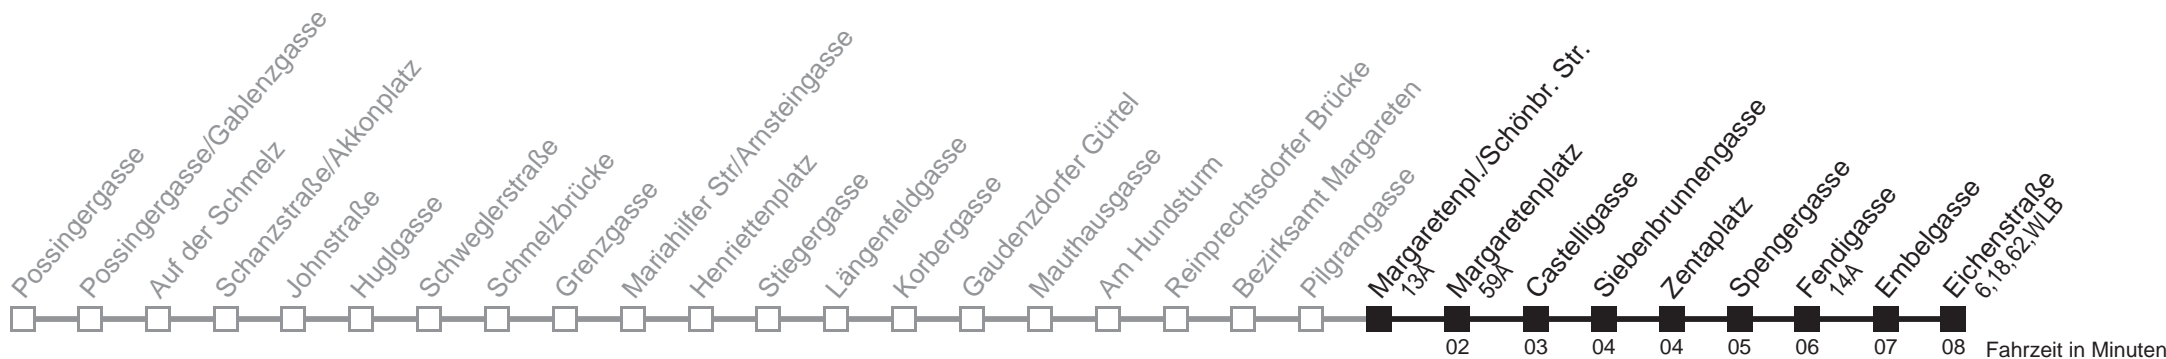 Possingergasse
Possingergasse/Gablenzgasse
Auf der Schmelz
Schanzstraße/Akkonplatz
Johnstraße
Huglgasse
Schweglerstraße
Schmelzbrücke
Grenzgasse
Mariahilfer Str/Arnsteingasse
Henriettenplatz
Stiegergasse
Längenfeldgasse
Korbergasse
Gaudenzdorfer Gürtel
Mauthausgasse
Am Hundsturm
Reinprechtsdorfer Brücke
Bezirksamt Margareten
Pilgramgasse
Margaretenpl./Schönbr. Str.
13A
Margaretenplatz
59A
Castelligasse
Siebenbrunnengasse
Zentaplatz
Spengergasse
Fendigasse
14A
Embelgasse
Eichenstraße
6,18,62,WLB
02 03 04 04 05 06 07 08 Fahrzeit in Minuten